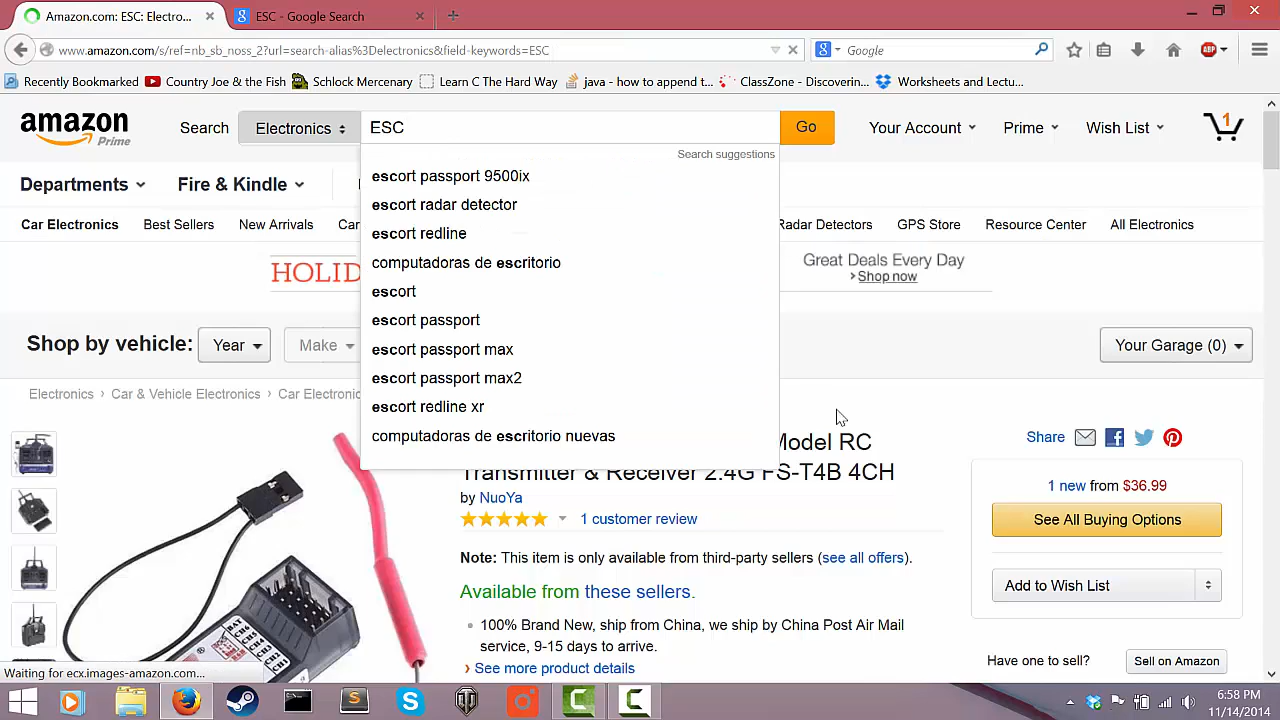 Amazon.com: ESC: Electro... ×
ESC - Google Search ×
www.amazon.com/s/ref=nb_sb_noss_2?url=search-alias%3Delectronics&field-keywords=ESC
Google
ABP
Recently Bookmarked Country Joe & the Fish Schlock Mercenary Learn C The Hard Way java - how to append t... ClassZone - Discoverin... Worksheets and Lectu...
amazon Prime
Search Electronics ESC Go Your Account Prime Wish List 1
Search suggestions
escort passport 9500ix
escort radar detector
escort redline
computadoras de escritorio
escort
escort passport
escort passport max
escort passport max2
escort redline xr
computadoras de escritorio nuevas
Departments Fire & Kindle
Car Electronics Best Sellers New Arrivals Car Radar Detectors GPS Store Resource Center All Electronics
HOLID
Great Deals Every Day
Shop now
Shop by vehicle: Year Make Your Garage (0)
Electronics › Car & Vehicle Electronics › Car Electronics
Model RC
Transmitter & Receiver 2.4G FS-T4B 4CH
by NuoYa
1 customer review
Note: This item is only available from third-party sellers (see all offers).
Available from these sellers.
100% Brand New, ship from China, we ship by China Post Air Mail
service, 9-15 days to arrive.
› See more product details
Share
1 new from $36.99
See All Buying Options
Add to Wish List
Have one to sell? Sell on Amazon
Waiting for ecx.images-amazon.com...
6:58 PM
11/14/2014